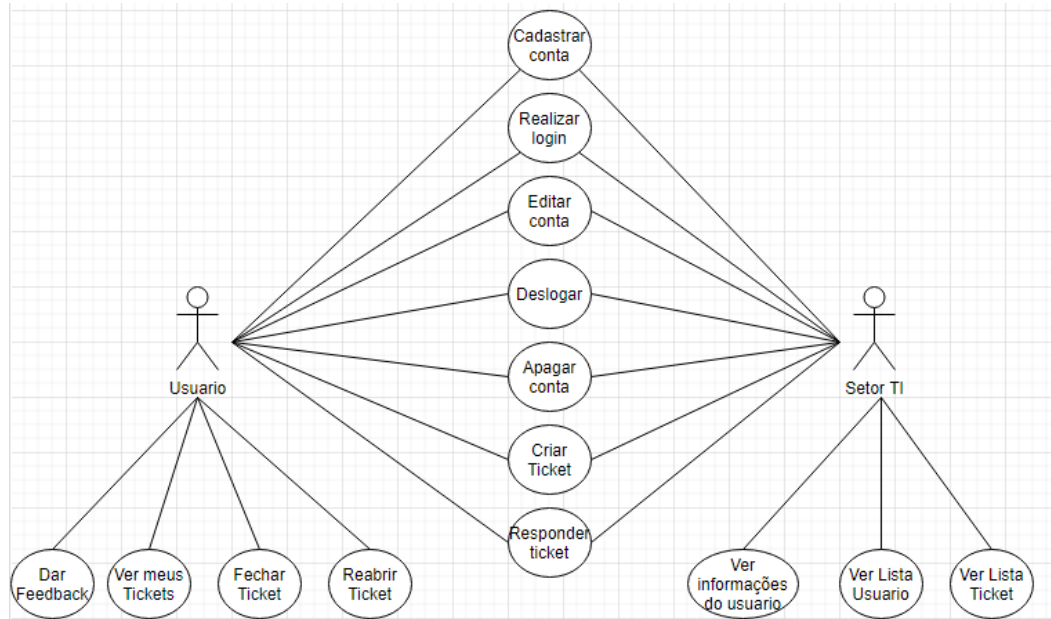 Cadastrar
conta
Realizar
login
Editar
conta
Deslogar
Apagar
conta
Usuario
Setor TI
Criar
Ticket
Responder
ticket
Dar
Feedback
Ver meus
Tickets
Fechar
Ticket
Reabrir
Ticket
Ver
informações
do usuario
Ver Lista
Usuario
Ver Lista
Ticket